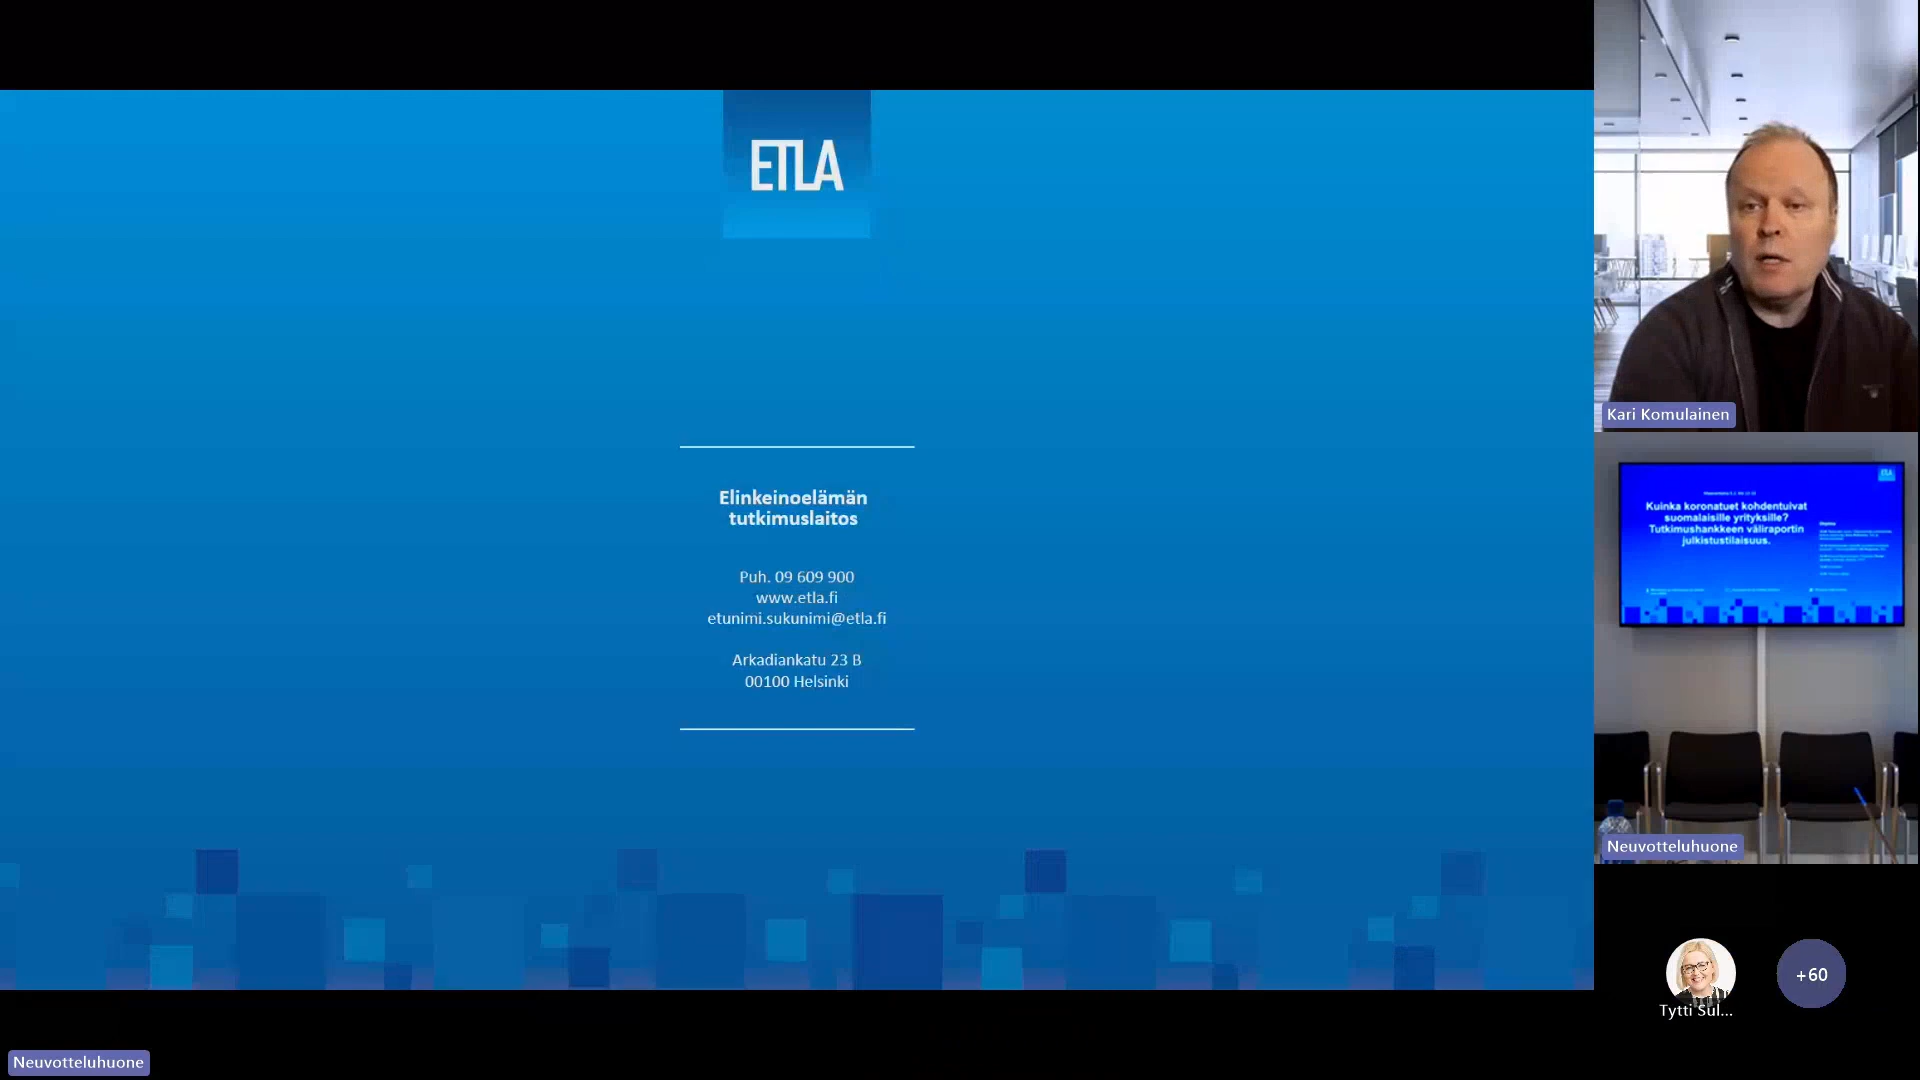 ETLA
Elinkeinoelämän
tutkimuslaitos
Puh. 09 609 900
www.etla.fi
etunimi.sukunimi@etla.fi
Arkadiankatu 23 B
00100 Helsinki
Neuvotteluhuone
Kari Komulainen
ETLA
Kuinka koronatuet kohdentuivat
suomalaisille yrityksille?
Tutkimushankkeen väliraportin
julkistustilaisuus.
Neuvotteluhuone
Tytti Sul...
+60